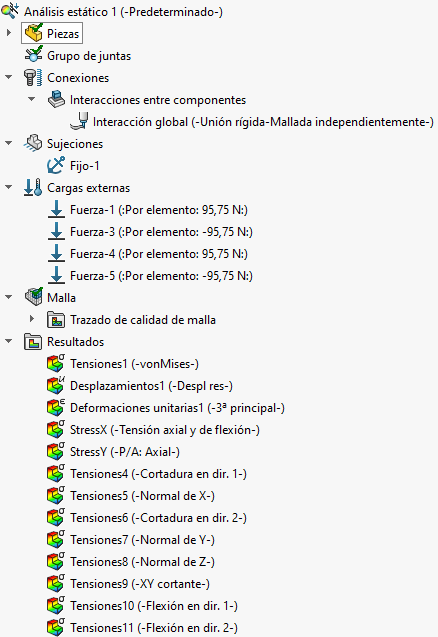 Análisis estático 1 (-Predeterminado-)
Piezas
Grupo de juntas
Conexiones
Interacciones entre componentes
Interacción global (-Unión rígida-Mallada independientemente-)
Sujeciones
Fijo-1
Cargas externas
Fuerza-1 (:Por elemento: 95,75 N:)
Fuerza-3 (:Por elemento: -95,75 N:)
Fuerza-4 (:Por elemento: 95,75 N:)
Fuerza-5 (:Por elemento: -95,75 N:)
Malla
Trazado de calidad de malla
Resultados
Tensiones1 (-vonMises-)
Desplazamientos1 (-Despl res-)
Deformaciones unitarias1 (-3ª principal-)
StressX (-Tensión axial y de flexión-)
StressY (-P/A: Axial-)
Tensiones4 (-Cortadura en dir. 1-)
Tensiones5 (-Normal de X-)
Tensiones6 (-Cortadura en dir. 2-)
Tensiones7 (-Normal de Y-)
Tensiones8 (-Normal de Z-)
Tensiones9 (-XY cortante-)
Tensiones10 (-Flexión en dir. 1-)
Tensiones11 (-Flexión en dir. 2-)